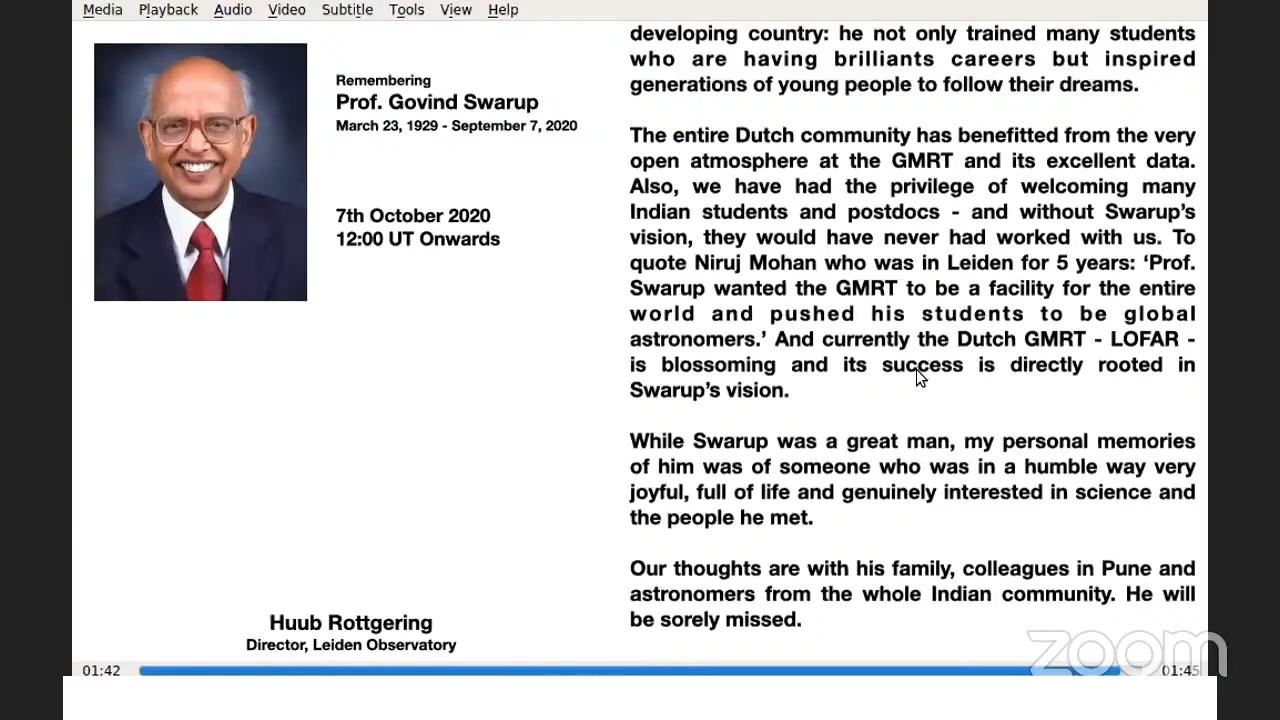 Media Playback Audio Video Subtitle Tools View Help
Remembering
Prof. Govind Swarup
March 23, 1929 - September 7, 2020
7th October 2020
12:00 UT Onwards
Huub Rottgering
Director, Leiden Observatory
developing country: he not only trained many students
who are having brilliants careers but inspired
generations of young people to follow their dreams.
The entire Dutch community has benefitted from the very
open atmosphere at the GMRT and its excellent data.
Also, we have had the privilege of welcoming many
Indian students and postdocs - and without Swarup's
vision, they would have never had worked with us. To
quote Niruj Mohan who was in Leiden for 5 years: 'Prof.
Swarup wanted the GMRT to be a facility for the entire
world and pushed his students to be global
astronomers.' And currently the Dutch GMRT - LOFAR -
is blossoming and its success is directly rooted in
Swarup's vision.
While Swarup was a great man, my personal memories
of him was of someone who was in a humble way very
joyful, full of life and genuinely interested in science and
the people he met.
Our thoughts are with his family, colleagues in Pune and
astronomers from the whole Indian community. He will
be sorely missed.
zoom
01:42
01:45